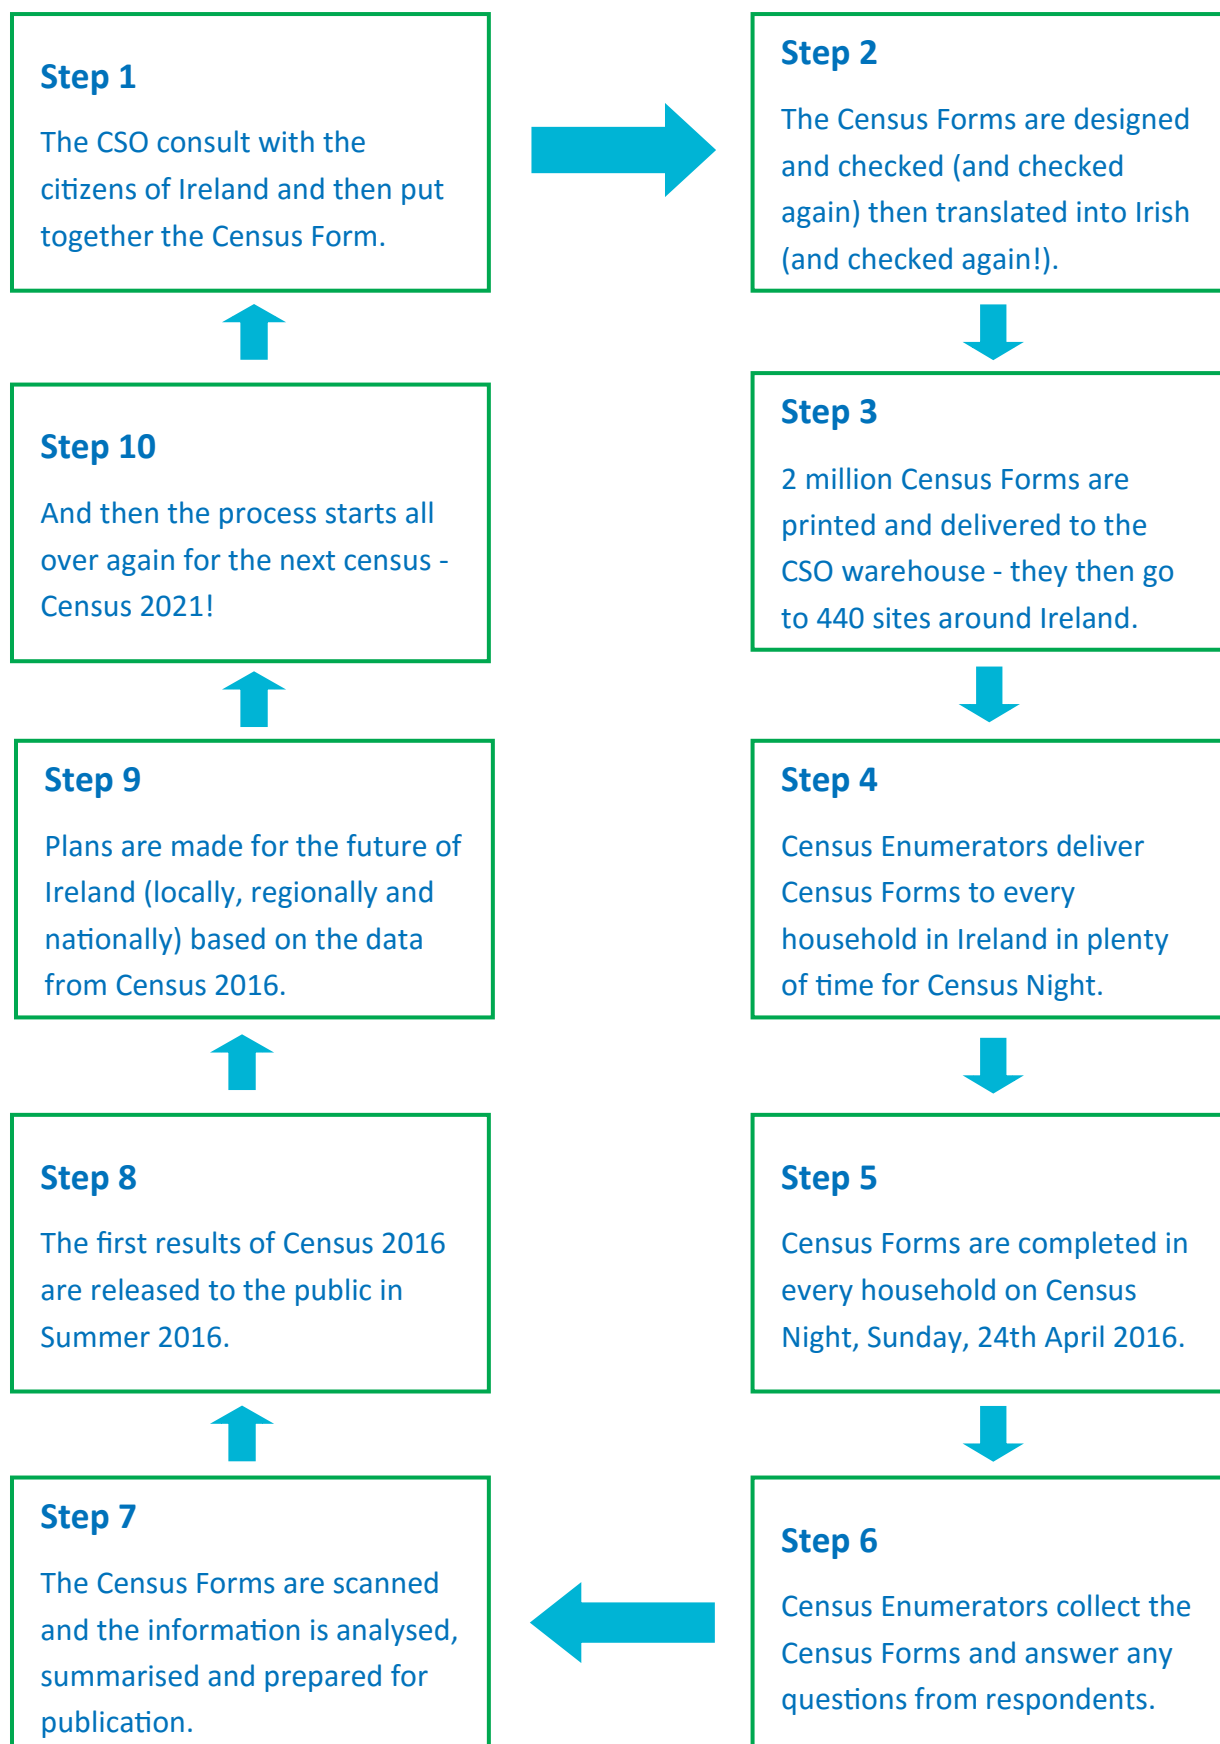 Step 1
The CSO consult with the
citizens of Ireland and then put
together the Census Form.
Step 2
The Census Forms are designed
and checked (and checked
again) then translated into Irish
(and checked again!).
Step 3
2 million Census Forms are
printed and delivered to the
CSO warehouse - they then go
to 440 sites around Ireland.
Step 4
Census Enumerators deliver
Census Forms to every
household in Ireland in plenty
of time for Census Night.
Step 5
Census Forms are completed in
every household on Census
Night, Sunday, 24th April 2016.
Step 6
Census Enumerators collect the
Census Forms and answer any
questions from respondents.
Step 7
The Census Forms are scanned
and the information is analysed,
summarised and prepared for
publication.
Step 8
The first results of Census 2016
are released to the public in
Summer 2016.
Step 9
Plans are made for the future of
Ireland (locally, regionally and
nationally) based on the data
from Census 2016.
Step 10
And then the process starts all
over again for the next census -
Census 2021!